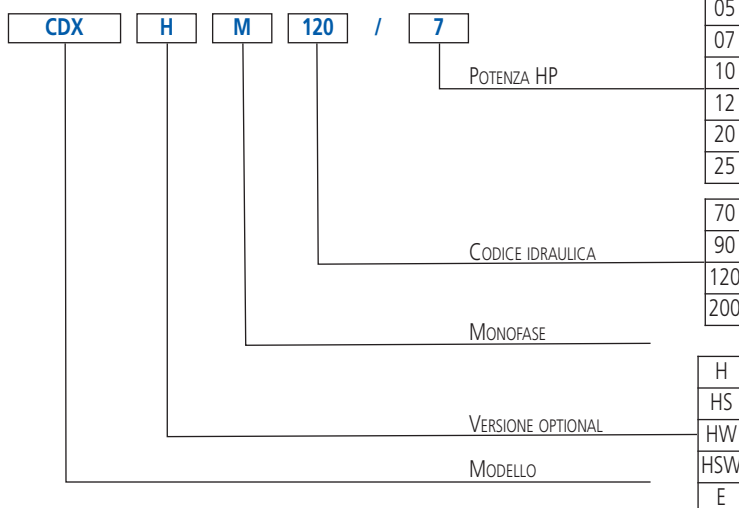 CDX H M 120 / 7
05
07
POTENZA HP 10
12
20
25
70
CODICE IDRAULICA 90
120
200
MONOFASE
H
HS
VERSIONE OPTIONAL HW
MODELLO HSW
E